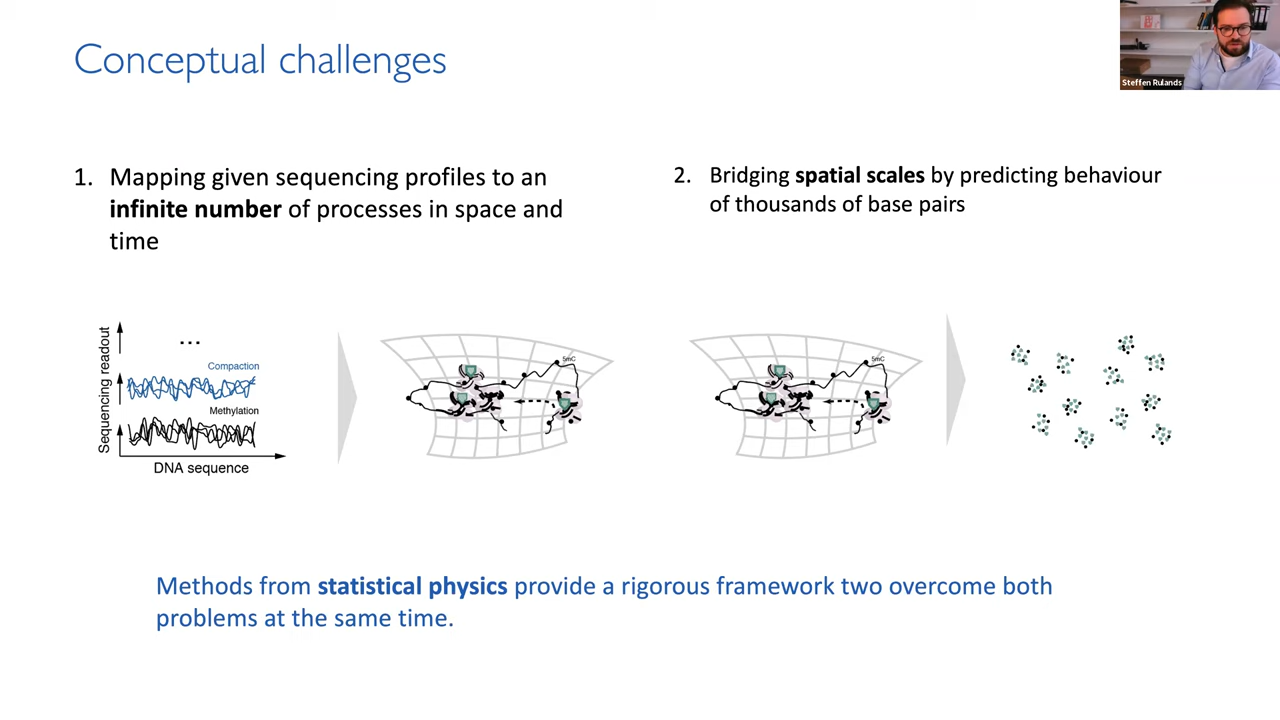 Conceptual challenges
Steffen Rulands
1. Mapping given sequencing profiles to an
infinite number of processes in space and
time
2. Bridging spatial scales by predicting behaviour
of thousands of base pairs
Sequencing readout
...
Compaction
Methylation
DNA sequence
5mC
5mC
Methods from statistical physics provide a rigorous framework two overcome both
problems at the same time.